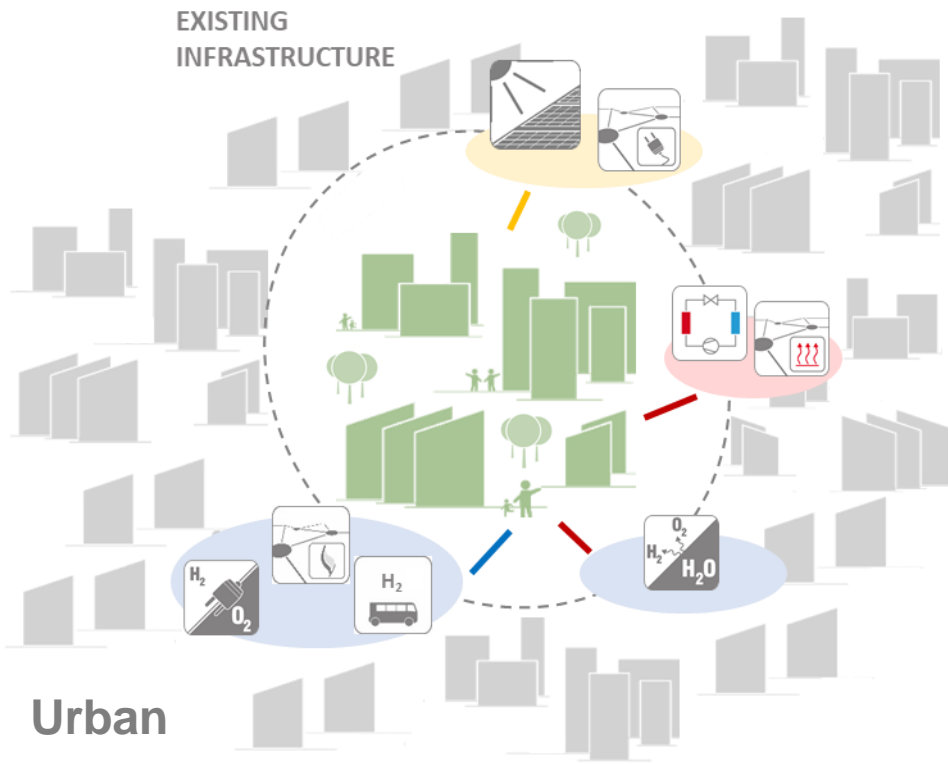 EXISTING
INFRASTRUCTURE
O₂
H₂
H₂O
H₂
O₂
H₂
Urban